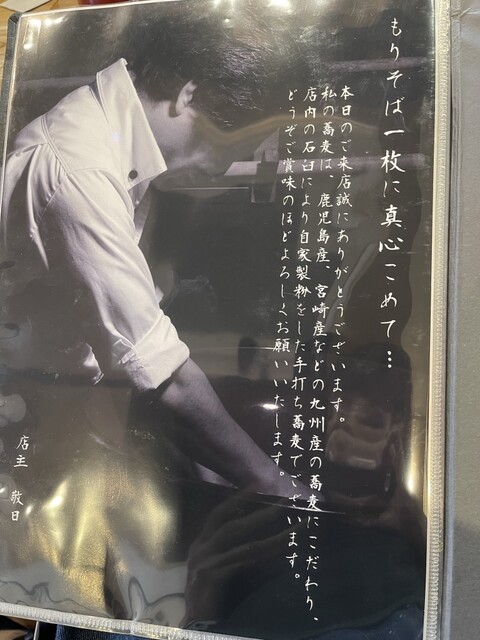 もりそば一枚に真心こめて…
本日のご来店誠にありがとうございます。
私の蕎麦は、鹿児島産、宮崎産などの九州産の蕎麦にこだわり、
店内の石臼により自家製粉をした手打ち蕎麦でございます。
どうぞご賞味のほどよろしくお願いいたします。
店主 敬白